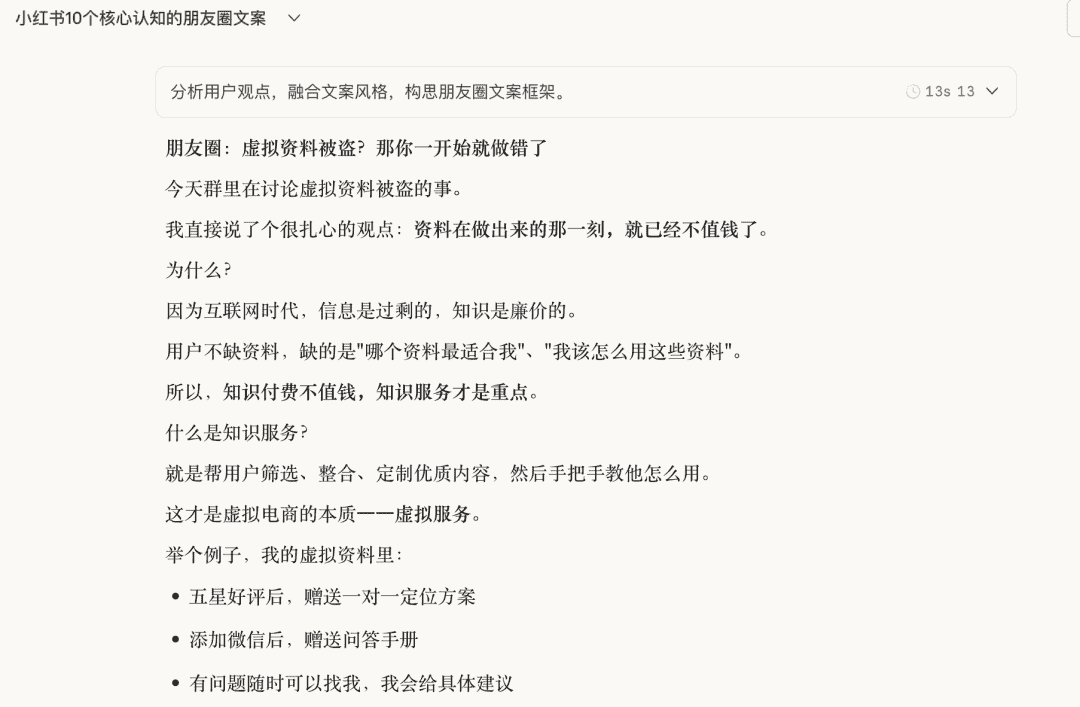 小红书10个核心认知的朋友圈文案
分析用户观点，融合文案风格，构思朋友圈文案框架。
13s 13
朋友圈：虚拟资料被盗？那你一开始就做错了
今天群里在讨论虚拟资料被盗的事。
我直接说了个很扎心的观点：资料在做出来的那一刻，就已经不值钱了。
为什么？
因为互联网时代，信息是过剩的，知识是廉价的。
用户不缺资料，缺的是"哪个资料最适合我"、"我该怎么用这些资料"。
所以，知识付费不值钱，知识服务才是重点。
什么是知识服务？
就是帮用户筛选、整合、定制优质内容，然后手把手教他怎么用。
这才是虚拟电商的本质——虚拟服务。
举个例子，我的虚拟资料里：
• 五星好评后，赠送一对一定位方案
• 添加微信后，赠送问答手册
• 有问题随时可以找我，我会给具体建议